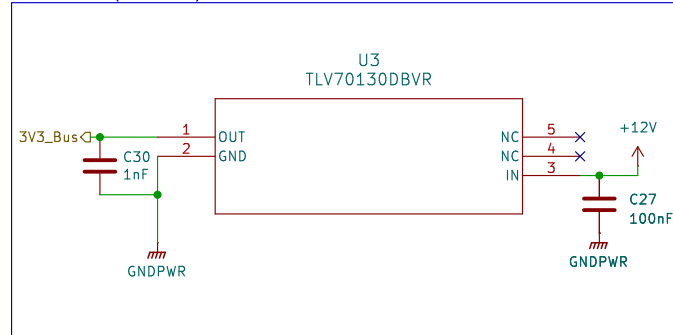 U3
TLV70130DBVR
3V3_Bus
1
OUT
NC
5
+12V
2
GND
NC
4
C30
1nF
IN
3
C27
100nF
GNDPWR
GNDPWR